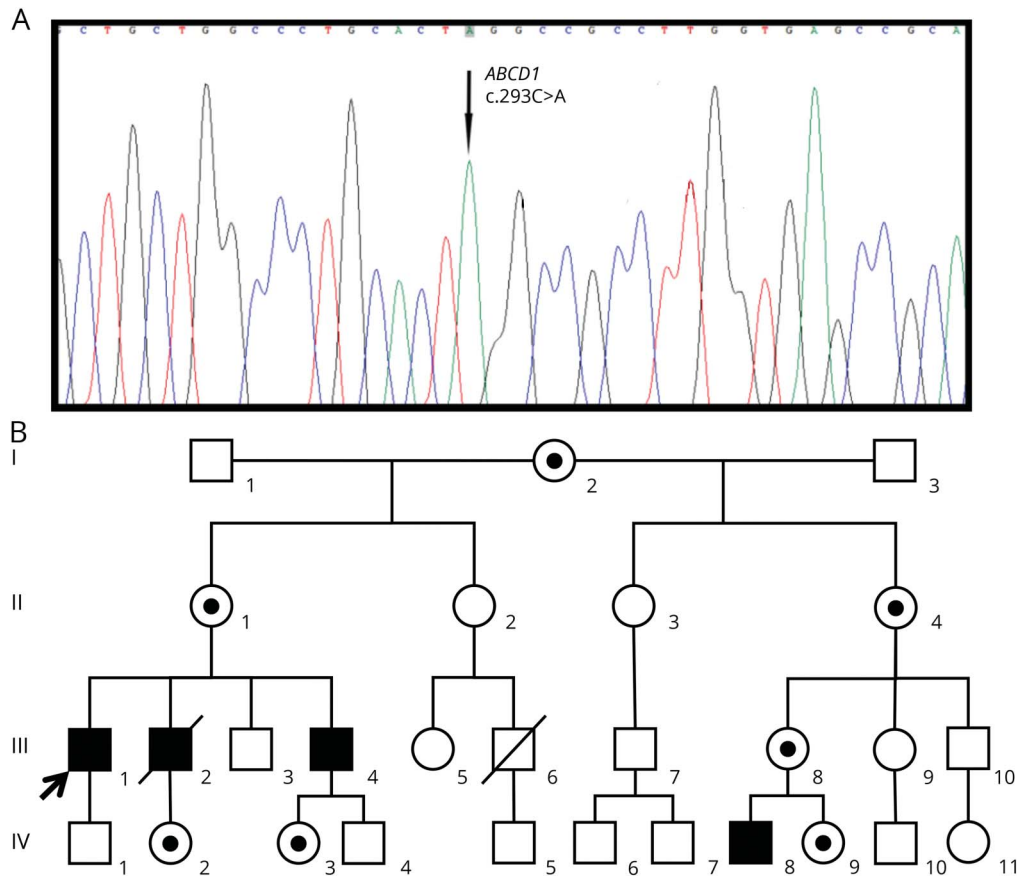 A
G C T G C T G G C C C T G C A C T A G G C C G C C T T G G T G A G C C G C A
ABCD1
c.293C>A
B
I
1 2 3
II
1 2 3 4
III
1 2 3 4 5 6 7 8 9 10
IV
1 2 3 4 5 6 7 8 9 10 11